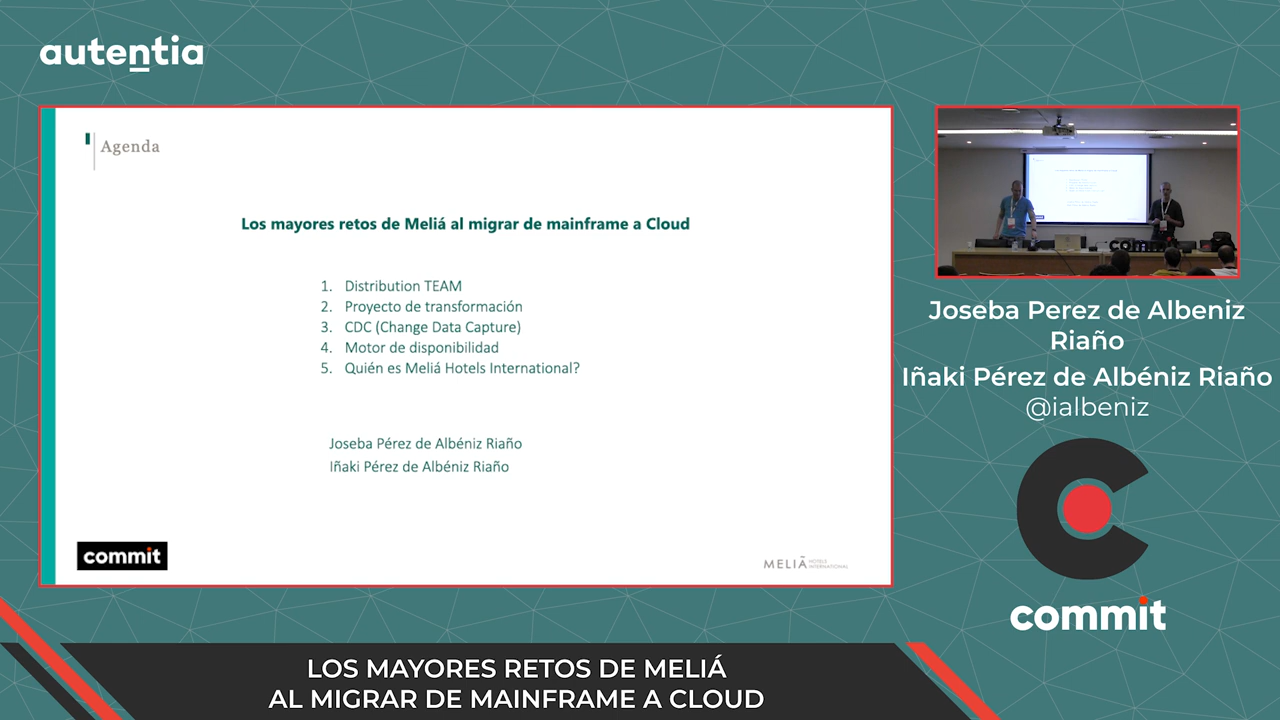 autentia
Agenda
Los mayores retos de Meliá al migrar de mainframe a Cloud
1. Distribution TEAM
2. Proyecto de transformación
3. CDC (Change Data Capture)
4. Motor de disponibilidad
5. Quién es Meliá Hotels International?
Joseba Pérez de Albéniz Riaño
Iñaki Pérez de Albéniz Riaño
commit
MELIÃ HOTELS
INTERNATIONAL
Joseba Perez de Albeniz
Riaño
Iñaki Pérez de Albéniz Riaño
@ialbeniz
commit
LOS MAYORES RETOS DE MELIÁ
AL MIGRAR DE MAINFRAME A CLOUD